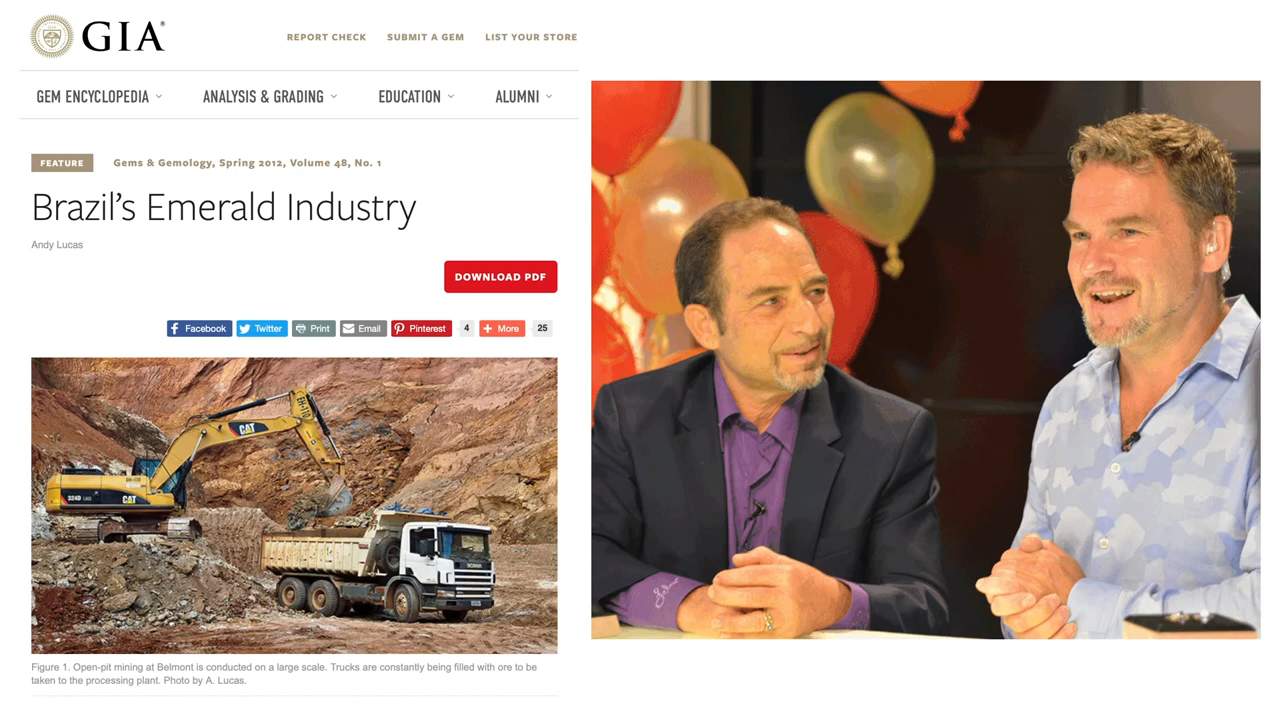 GIA®
REPORT CHECK SUBMIT A GEM LIST YOUR STORE
GEM ENCYCLOPEDIA ANALYSIS & GRADING EDUCATION ALUMNI
FEATURE Gems & Gemology, Spring 2012, Volume 48, No. 1
Brazil’s Emerald Industry
Andy Lucas
DOWNLOAD PDF
Facebook Twitter Print Email Pinterest 4 More 25
EH-110
CAT
324D CAT
SCANIA
Figure 1. Open-pit mining at Belmont is conducted on a large scale. Trucks are constantly being filled with ore to be
taken to the processing plant. Photo by A. Lucas.